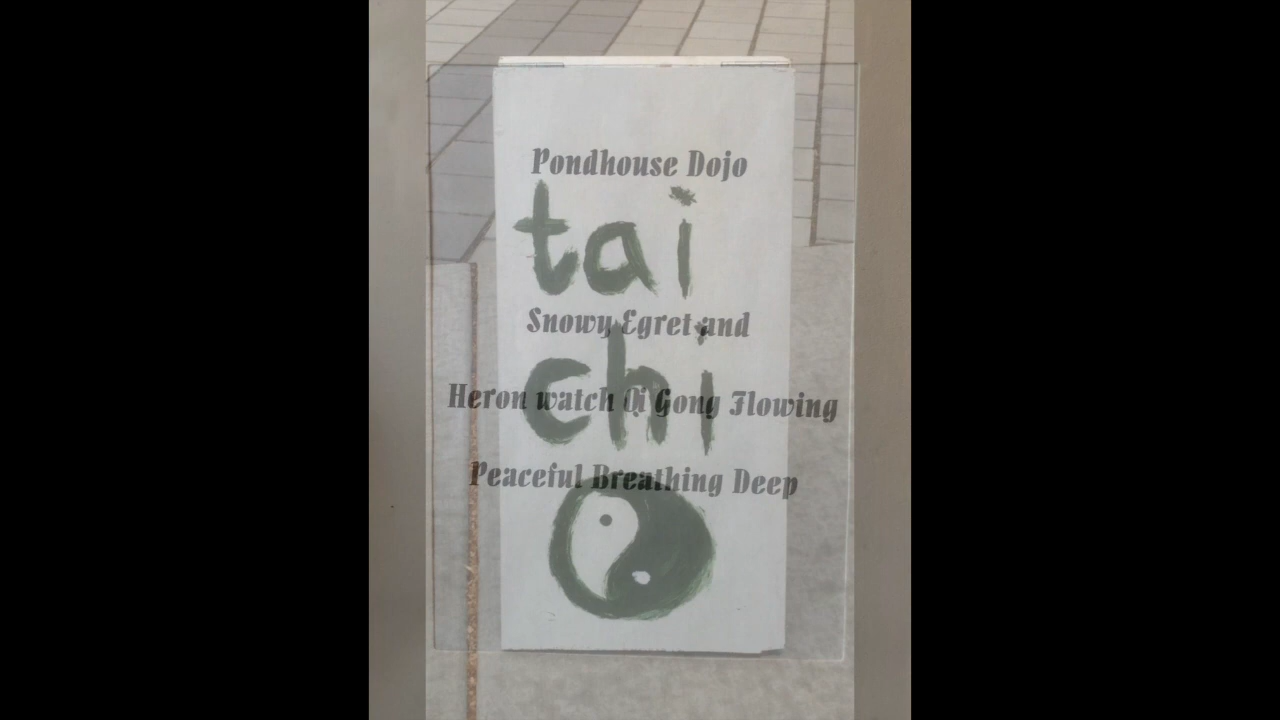 Pondhouse Dojo
tai
Snowy Egret and
chi
Heron watch Qi Gong Flowing
Peaceful Breathing Deep